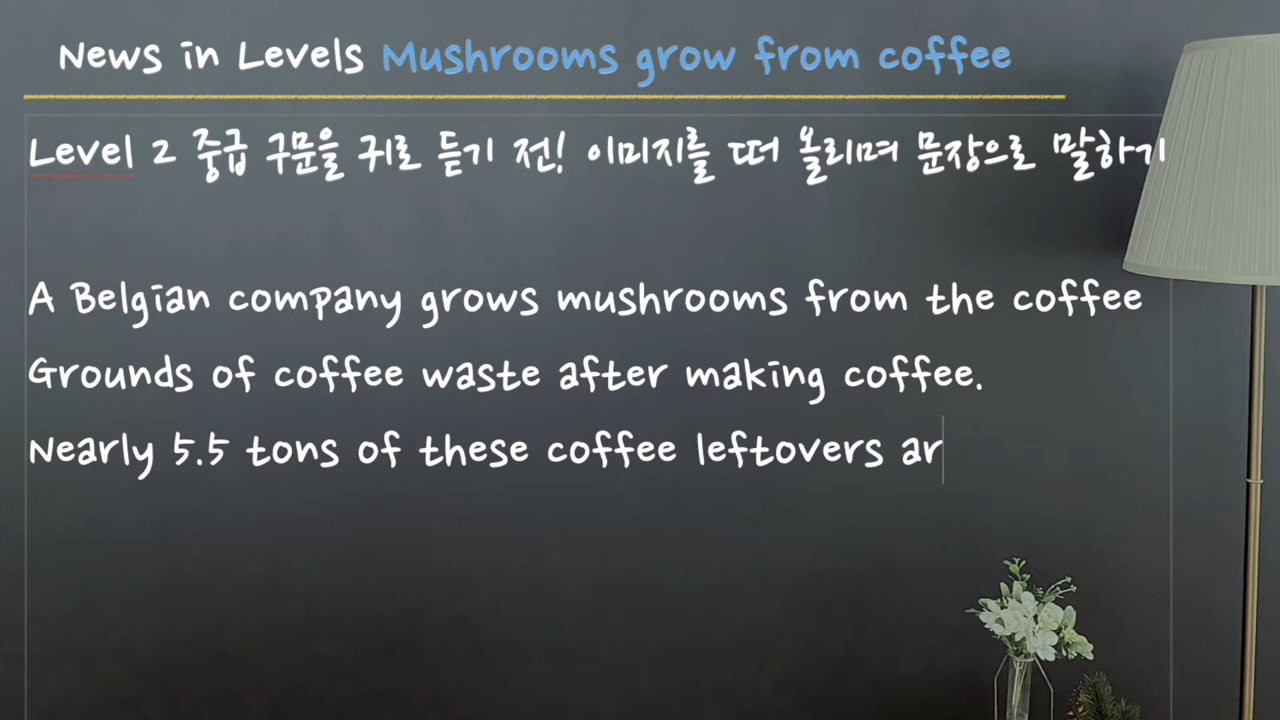 News in Levels Mushrooms grow from coffee
Level 2 중급 구문을 귀로 듣기 전! 이미지를 떠 올리며 문장으로 말하기
A Belgian company grows mushrooms from the coffee
Grounds of coffee waste after making coffee.
Nearly 5.5 tons of these coffee leftovers ar